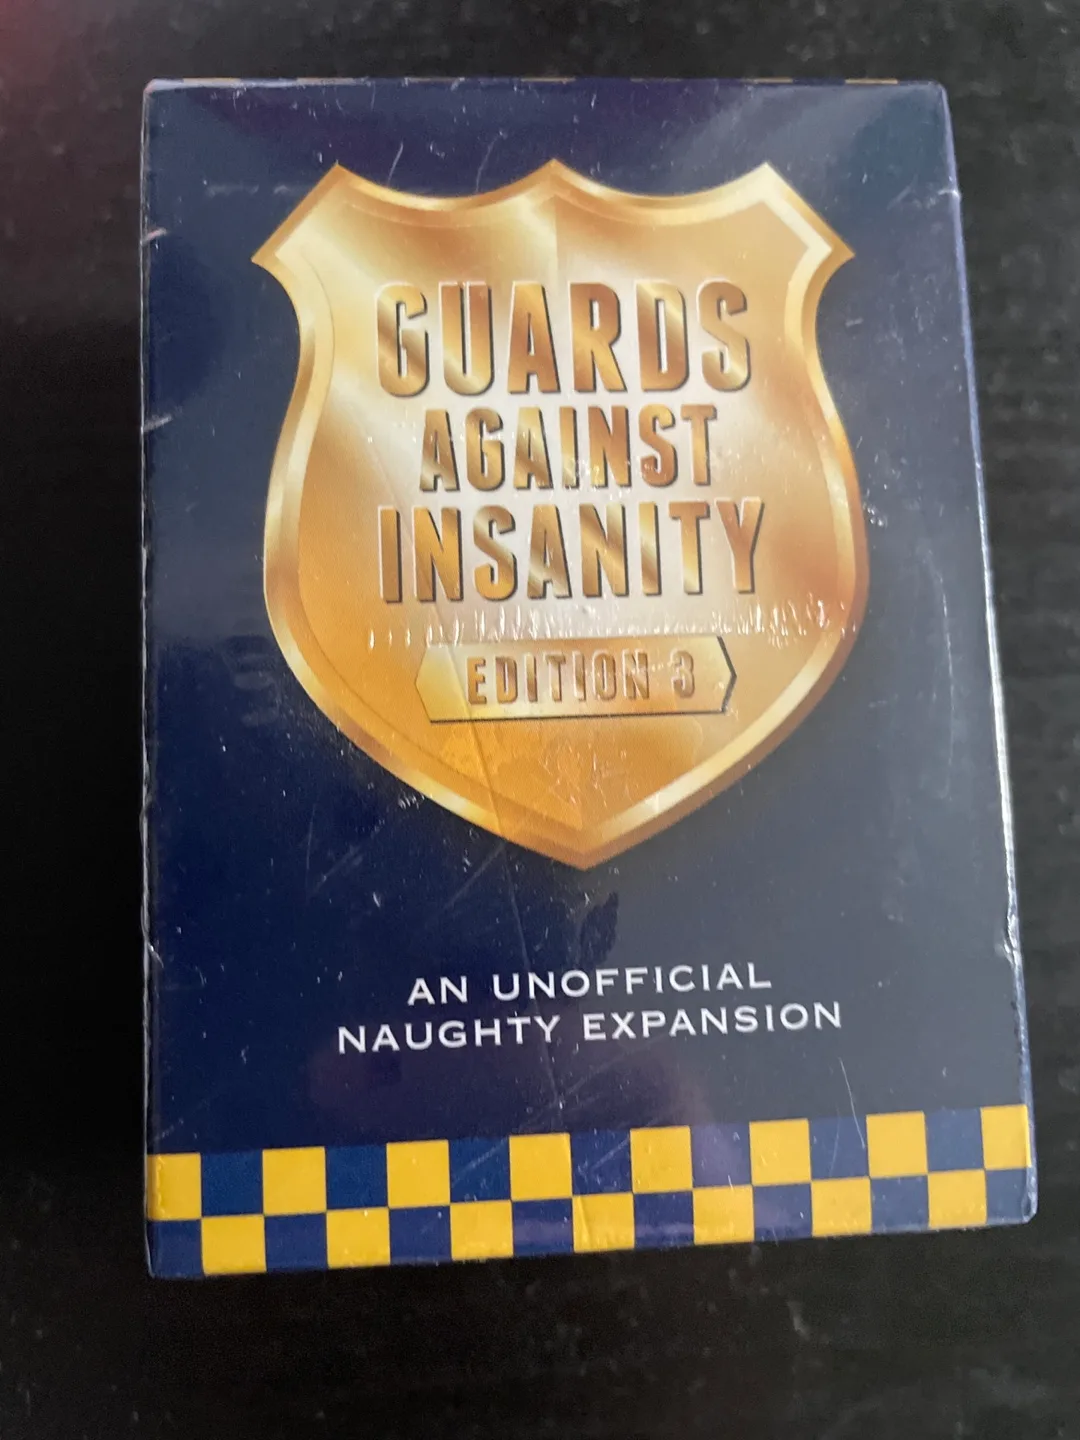 GUARDS
AGAINST
INSANITY
EDITION 3
AN UNOFFICIAL
NAUGHTY EXPANSION